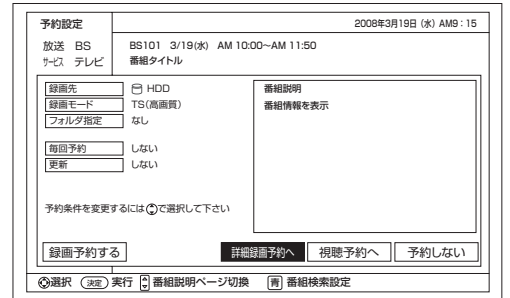 予約設定 2008年3月19日 (水) AM9:15
放送 BS BS101 3/19(水) AM 10:00~AM 11:50
サービス テレビ 番組タイトル
録画先 HDD
録画モード TS(高画質)
フォルダ指定 なし
毎回予約 しない
更新 しない
予約条件を変更するには で選択して下さい
番組説明
番組情報を表示
録画予約する 詳細録画予約へ 視聴予約へ 予約しない
選択 決定 実行 番組説明ページ切換 青 番組検索設定